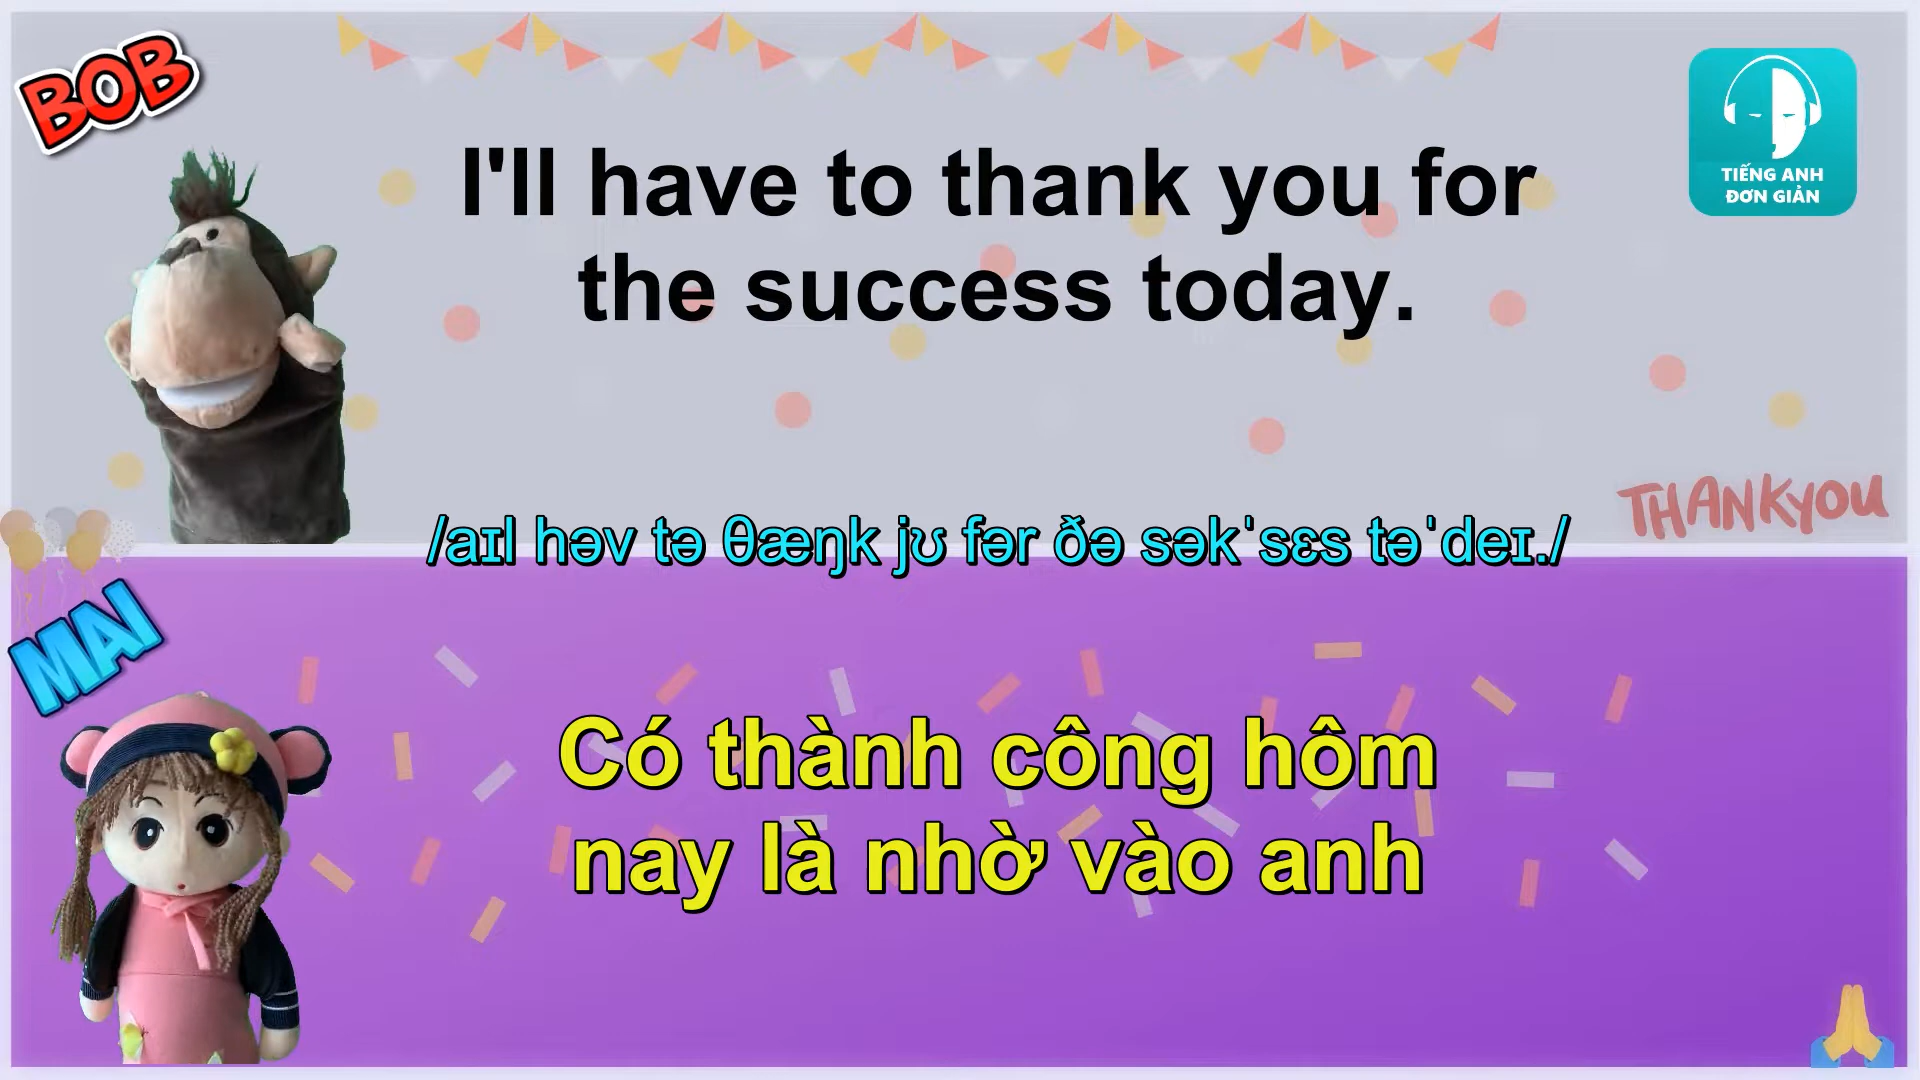 BOB
TIẾNG ANH
ĐƠN GIẢN
I'll have to thank you for
the success today.
THANKYOU
/aɪl həv tə θæŋk jʊ fər ðə səkˈsɛs təˈdeɪ./
MAI
Có thành công hôm
nay là nhờ vào anh